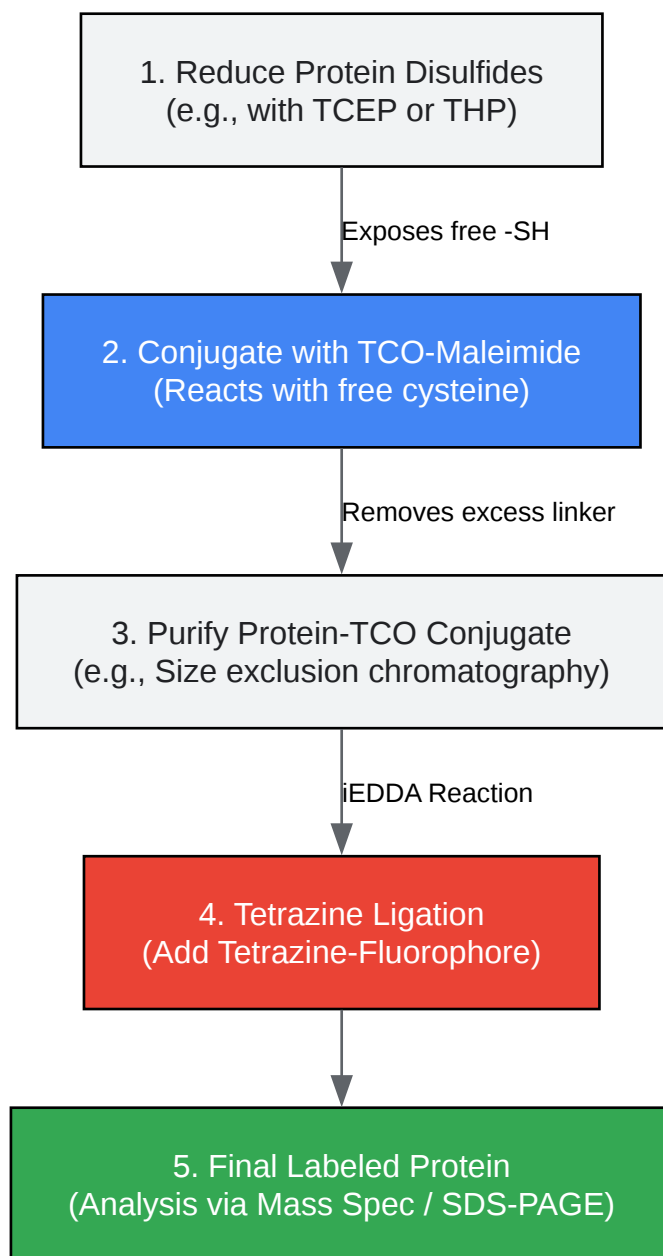 1. Reduce Protein Disulfides
(e.g., with TCEP or THP)
Exposes free -SH
2. Conjugate with TCO-Maleimide
(Reacts with free cysteine)
Removes excess linker
3. Purify Protein-TCO Conjugate
(e.g., Size exclusion chromatography)
iEDDA Reaction
4. Tetrazine Ligation
(Add Tetrazine-Fluorophore)
5. Final Labeled Protein
(Analysis via Mass Spec / SDS-PAGE)